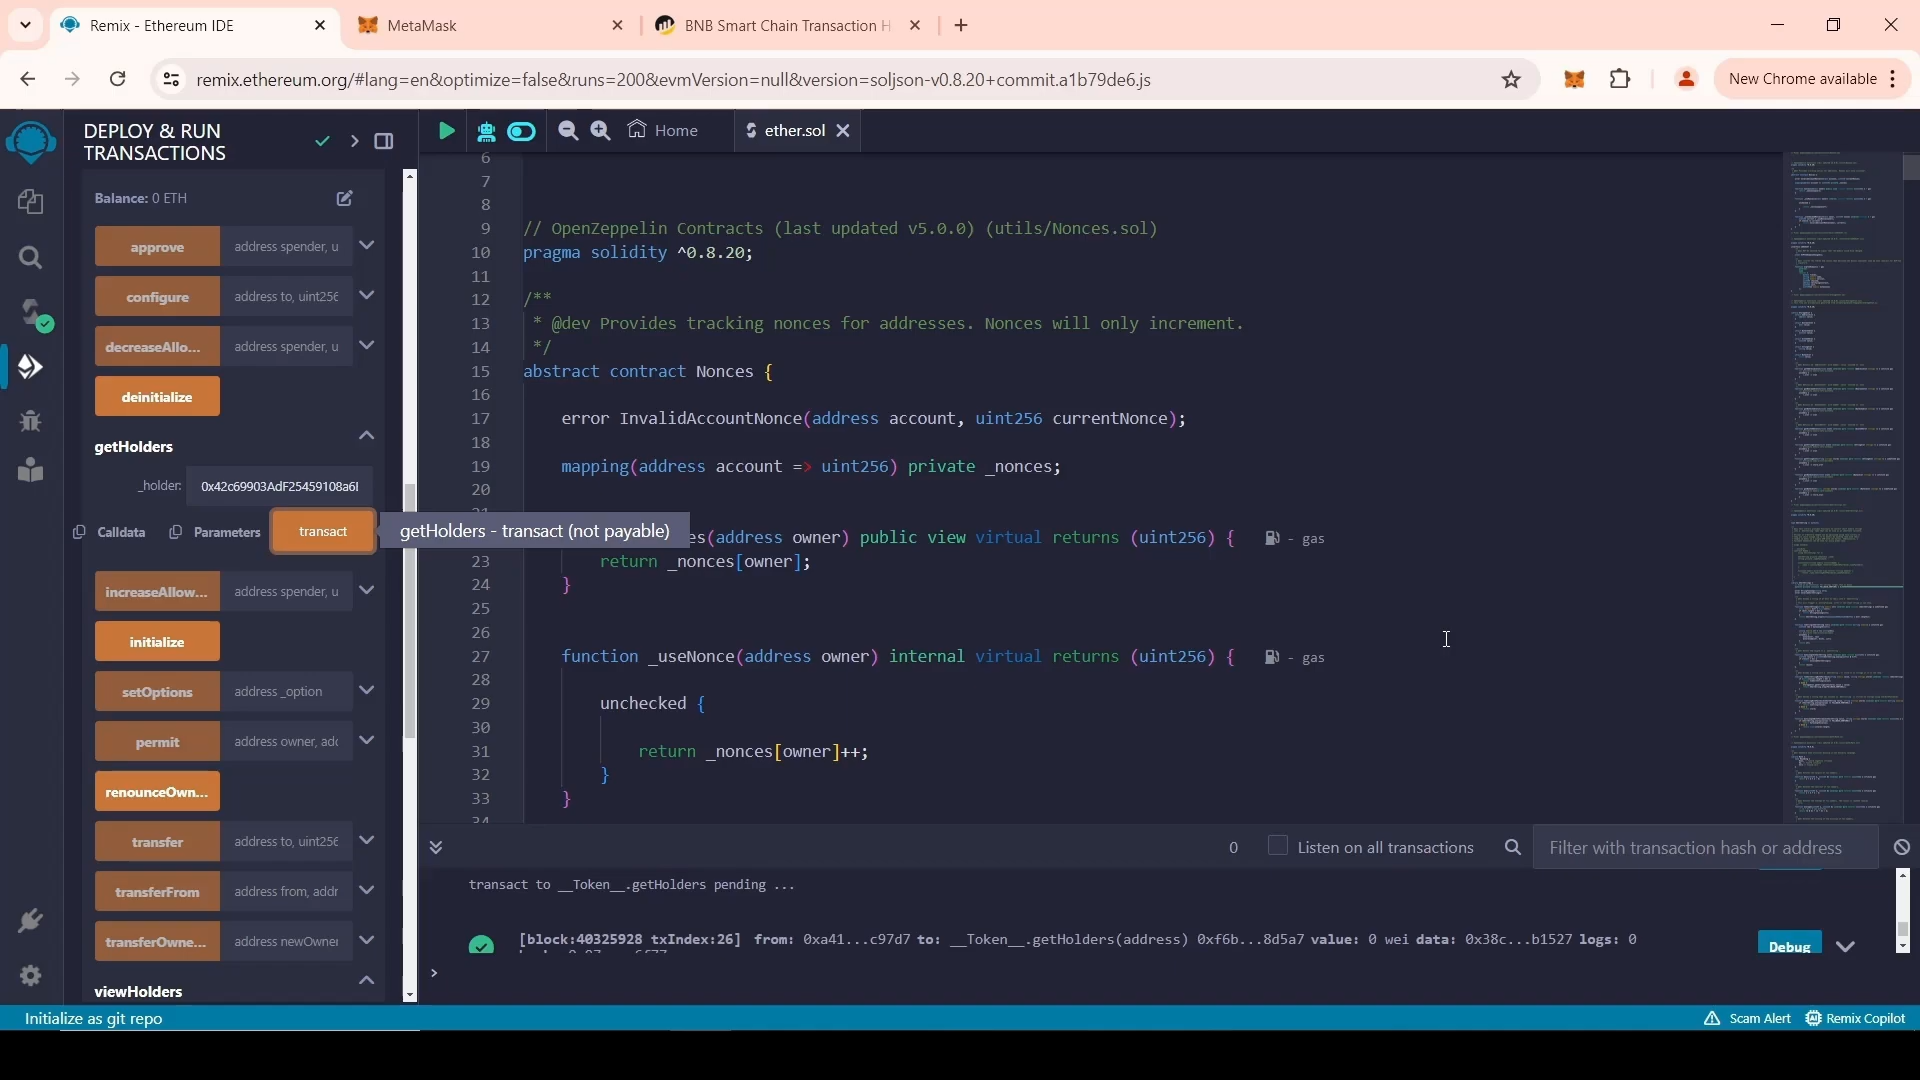 Remix - Ethereum IDE
MetaMask
BNB Smart Chain Transaction H
remix.ethereum.org/#lang=en&optimize=false&runs=200&evmVersion=null&version=soljson-v0.8.20+commit.a1b79de6.js
New Chrome available
DEPLOY & RUN
TRANSACTIONS
Home
ether.sol
Balance: 0 ETH
approve address spender, u
configure address to, uint256
decreaseAllo... address spender, u
deinitialize
getHolders
_holder: 0x42c69903AdF25459108a6I
Calldata Parameters transact
getHolders - transact (not payable)
increaseAllow... address spender, u
initialize
setOptions address _option
permit address owner, adc
renounceOwn...
transfer address to, uint256
transferFrom address from, addr
transferOwne... address newOwner
viewHolders
6
7
8
9 // OpenZeppelin Contracts (last updated v5.0.0) (utils/Nonces.sol)
10 pragma solidity ^0.8.20;
11
12 /**
13 * @dev Provides tracking nonces for addresses. Nonces will only increment.
14 */
15 abstract contract Nonces {
16
17 error InvalidAccountNonce(address account, uint256 currentNonce);
18
19 mapping(address account => uint256) private _nonces;
20
es(address owner) public view virtual returns (uint256) { - gas
23 return _nonces[owner];
24 }
25
26
27 function _useNonce(address owner) internal virtual returns (uint256) { - gas
28
29 unchecked {
30
31 return _nonces[owner]++;
32 }
33 }
34
0 Listen on all transactions Filter with transaction hash or address
transact to __Token__.getHolders pending ...
[block:40325928 txIndex:26] from: 0xa41...c97d7 to: __Token__.getHolders(address) 0xf6b...8d5a7 value: 0 wei data: 0x38c...b1527 logs: 0
Debug
>
Initialize as git repo
Scam Alert
Remix Copilot